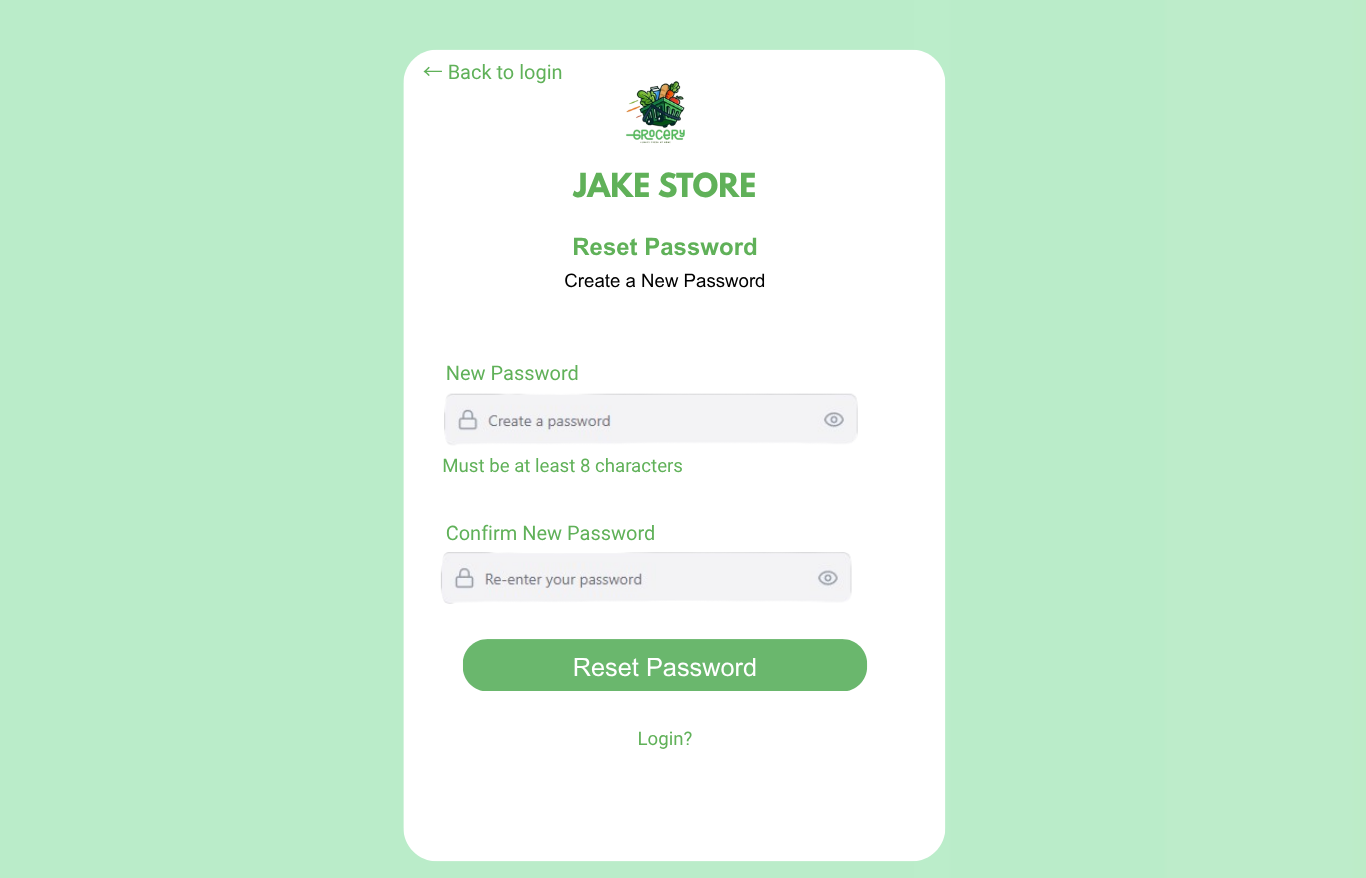 ← Back to login
GROCERY
JAKE STORE
Reset Password
Create a New Password
New Password
Create a password
Must be at least 8 characters
Confirm New Password
Re-enter your password
Reset Password
Login?